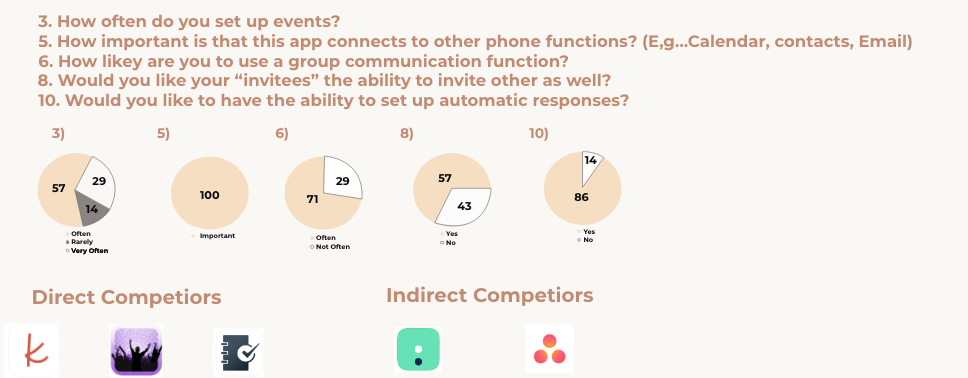 3. How often do you set up events?
5. How important is that this app connects to other phone functions? (E,g...Calendar, contacts, Email)
6. How likey are you to use a group communication function?
8. Would you like your “invitees” the ability to invite other as well?
10. Would you like to have the ability to set up automatic responses?
3) 5) 6) 8) 10)
57 29 14
100
71 29
57 43
86 14
Often
Rarely
Very Often
Important
Often
Not Often
Yes
No
Yes
No
Direct Competiors
Indirect Competiors